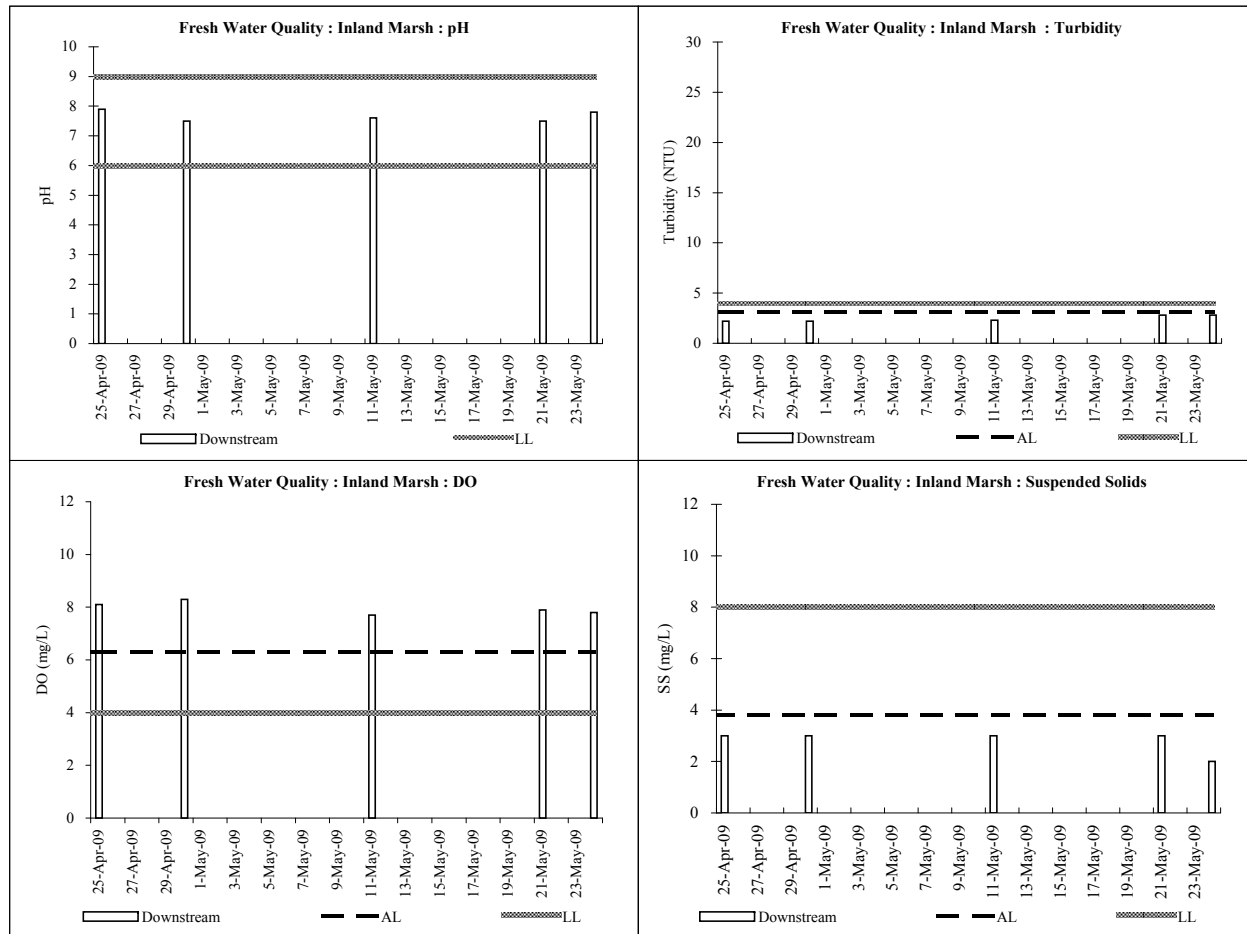 Fresh Water Quality : Inland Marsh : pH
10
9
8
7
6
5
4
3
2
1
0
pH
25-Apr-09
27-Apr-09
29-Apr-09
1-May-09
3-May-09
5-May-09
7-May-09
9-May-09
11-May-09
13-May-09
15-May-09
17-May-09
19-May-09
21-May-09
23-May-09
Downstream LL
Fresh Water Quality : Inland Marsh : Turbidity
30
25
20
15
10
5
0
Turbidity (NTU)
25-Apr-09
27-Apr-09
29-Apr-09
1-May-09
3-May-09
5-May-09
7-May-09
9-May-09
11-May-09
13-May-09
15-May-09
17-May-09
19-May-09
21-May-09
23-May-09
Downstream AL LL
Fresh Water Quality : Inland Marsh : DO
12
10
8
6
4
2
0
DO (mg/L)
25-Apr-09
27-Apr-09
29-Apr-09
1-May-09
3-May-09
5-May-09
7-May-09
9-May-09
11-May-09
13-May-09
15-May-09
17-May-09
19-May-09
21-May-09
23-May-09
Downstream AL LL
Fresh Water Quality : Inland Marsh : Suspended Solids
12
10
8
6
4
2
0
SS (mg/L)
25-Apr-09
27-Apr-09
29-Apr-09
1-May-09
3-May-09
5-May-09
7-May-09
9-May-09
11-May-09
13-May-09
15-May-09
17-May-09
19-May-09
21-May-09
23-May-09
Downstream AL LL